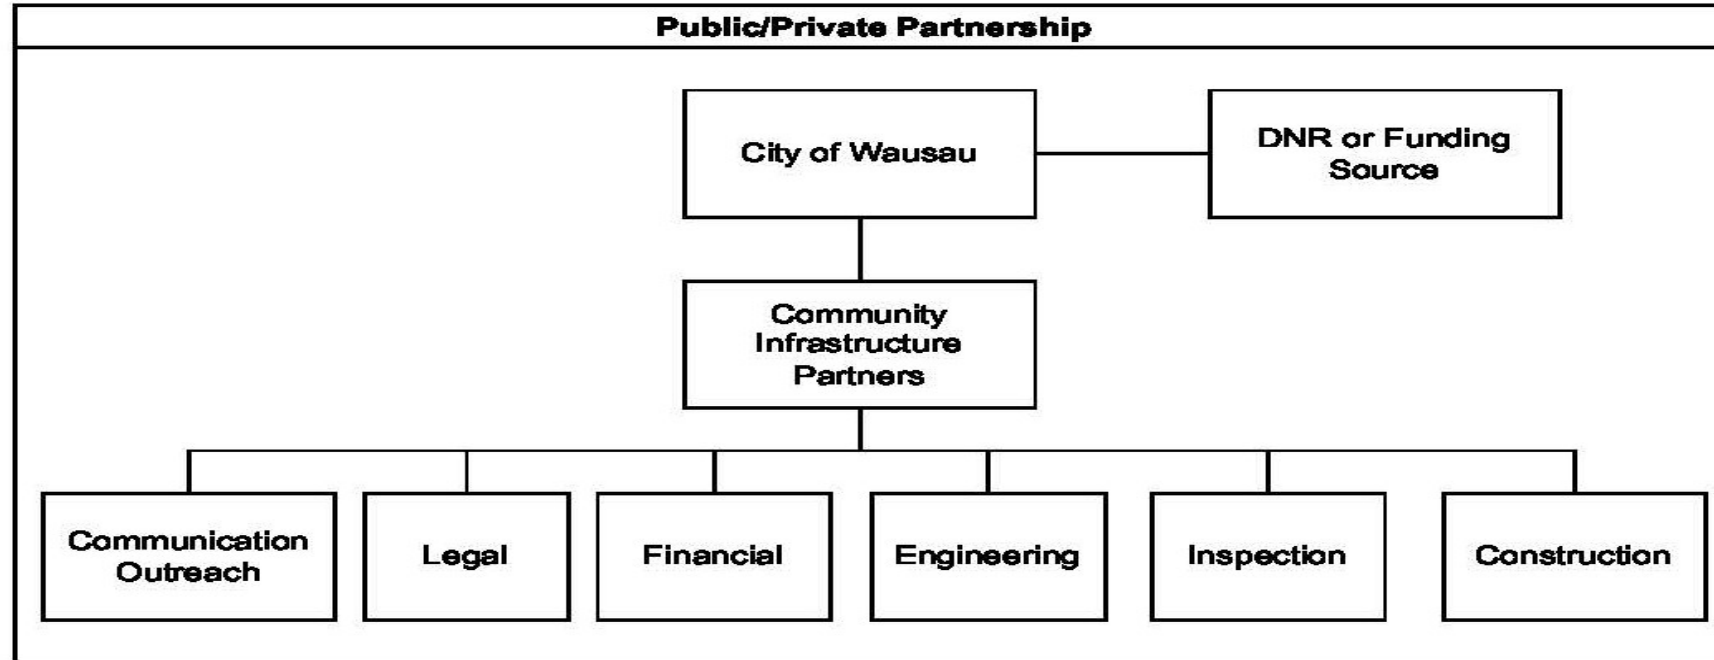 Public/Private Partnership
City of Wausau
DNR or Funding
Source
Community
Infrastructure
Partners
Communication
Outreach
Legal
Financial
Engineering
Inspection
Construction